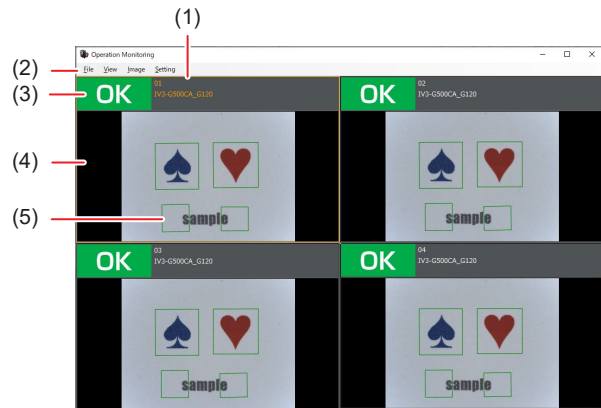 (1)
Operation Monitoring
(2)
File View Image Setting
(3)
OK
01
IV3-G500CA_G120
OK
02
IV3-G500CA_G120
(4)
(5)
sample
sample
OK
03
IV3-G500CA_G120
OK
04
IV3-G500CA_G120
sample
sample